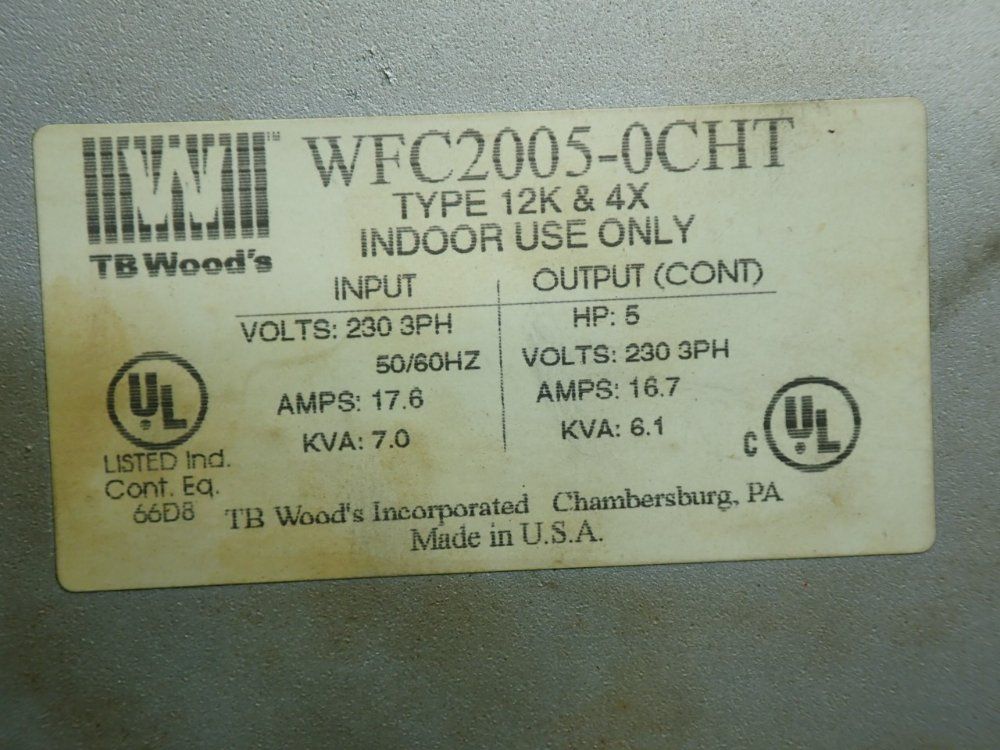 WFC2005-0CHT
TYPE 12K & 4X
INDOOR USE ONLY
W™
TB Wood's
INPUT
VOLTS: 230 3PH
50/60HZ
AMPS: 17.6
KVA: 7.0
OUTPUT (CONT)
HP: 5
VOLTS: 230 3PH
AMPS: 16.7
KVA: 6.1
UL
LISTED Ind.
Cont. Eq.
66D8
C UL
TB Wood's Incorporated Chambersburg, PA
Made in U.S.A.